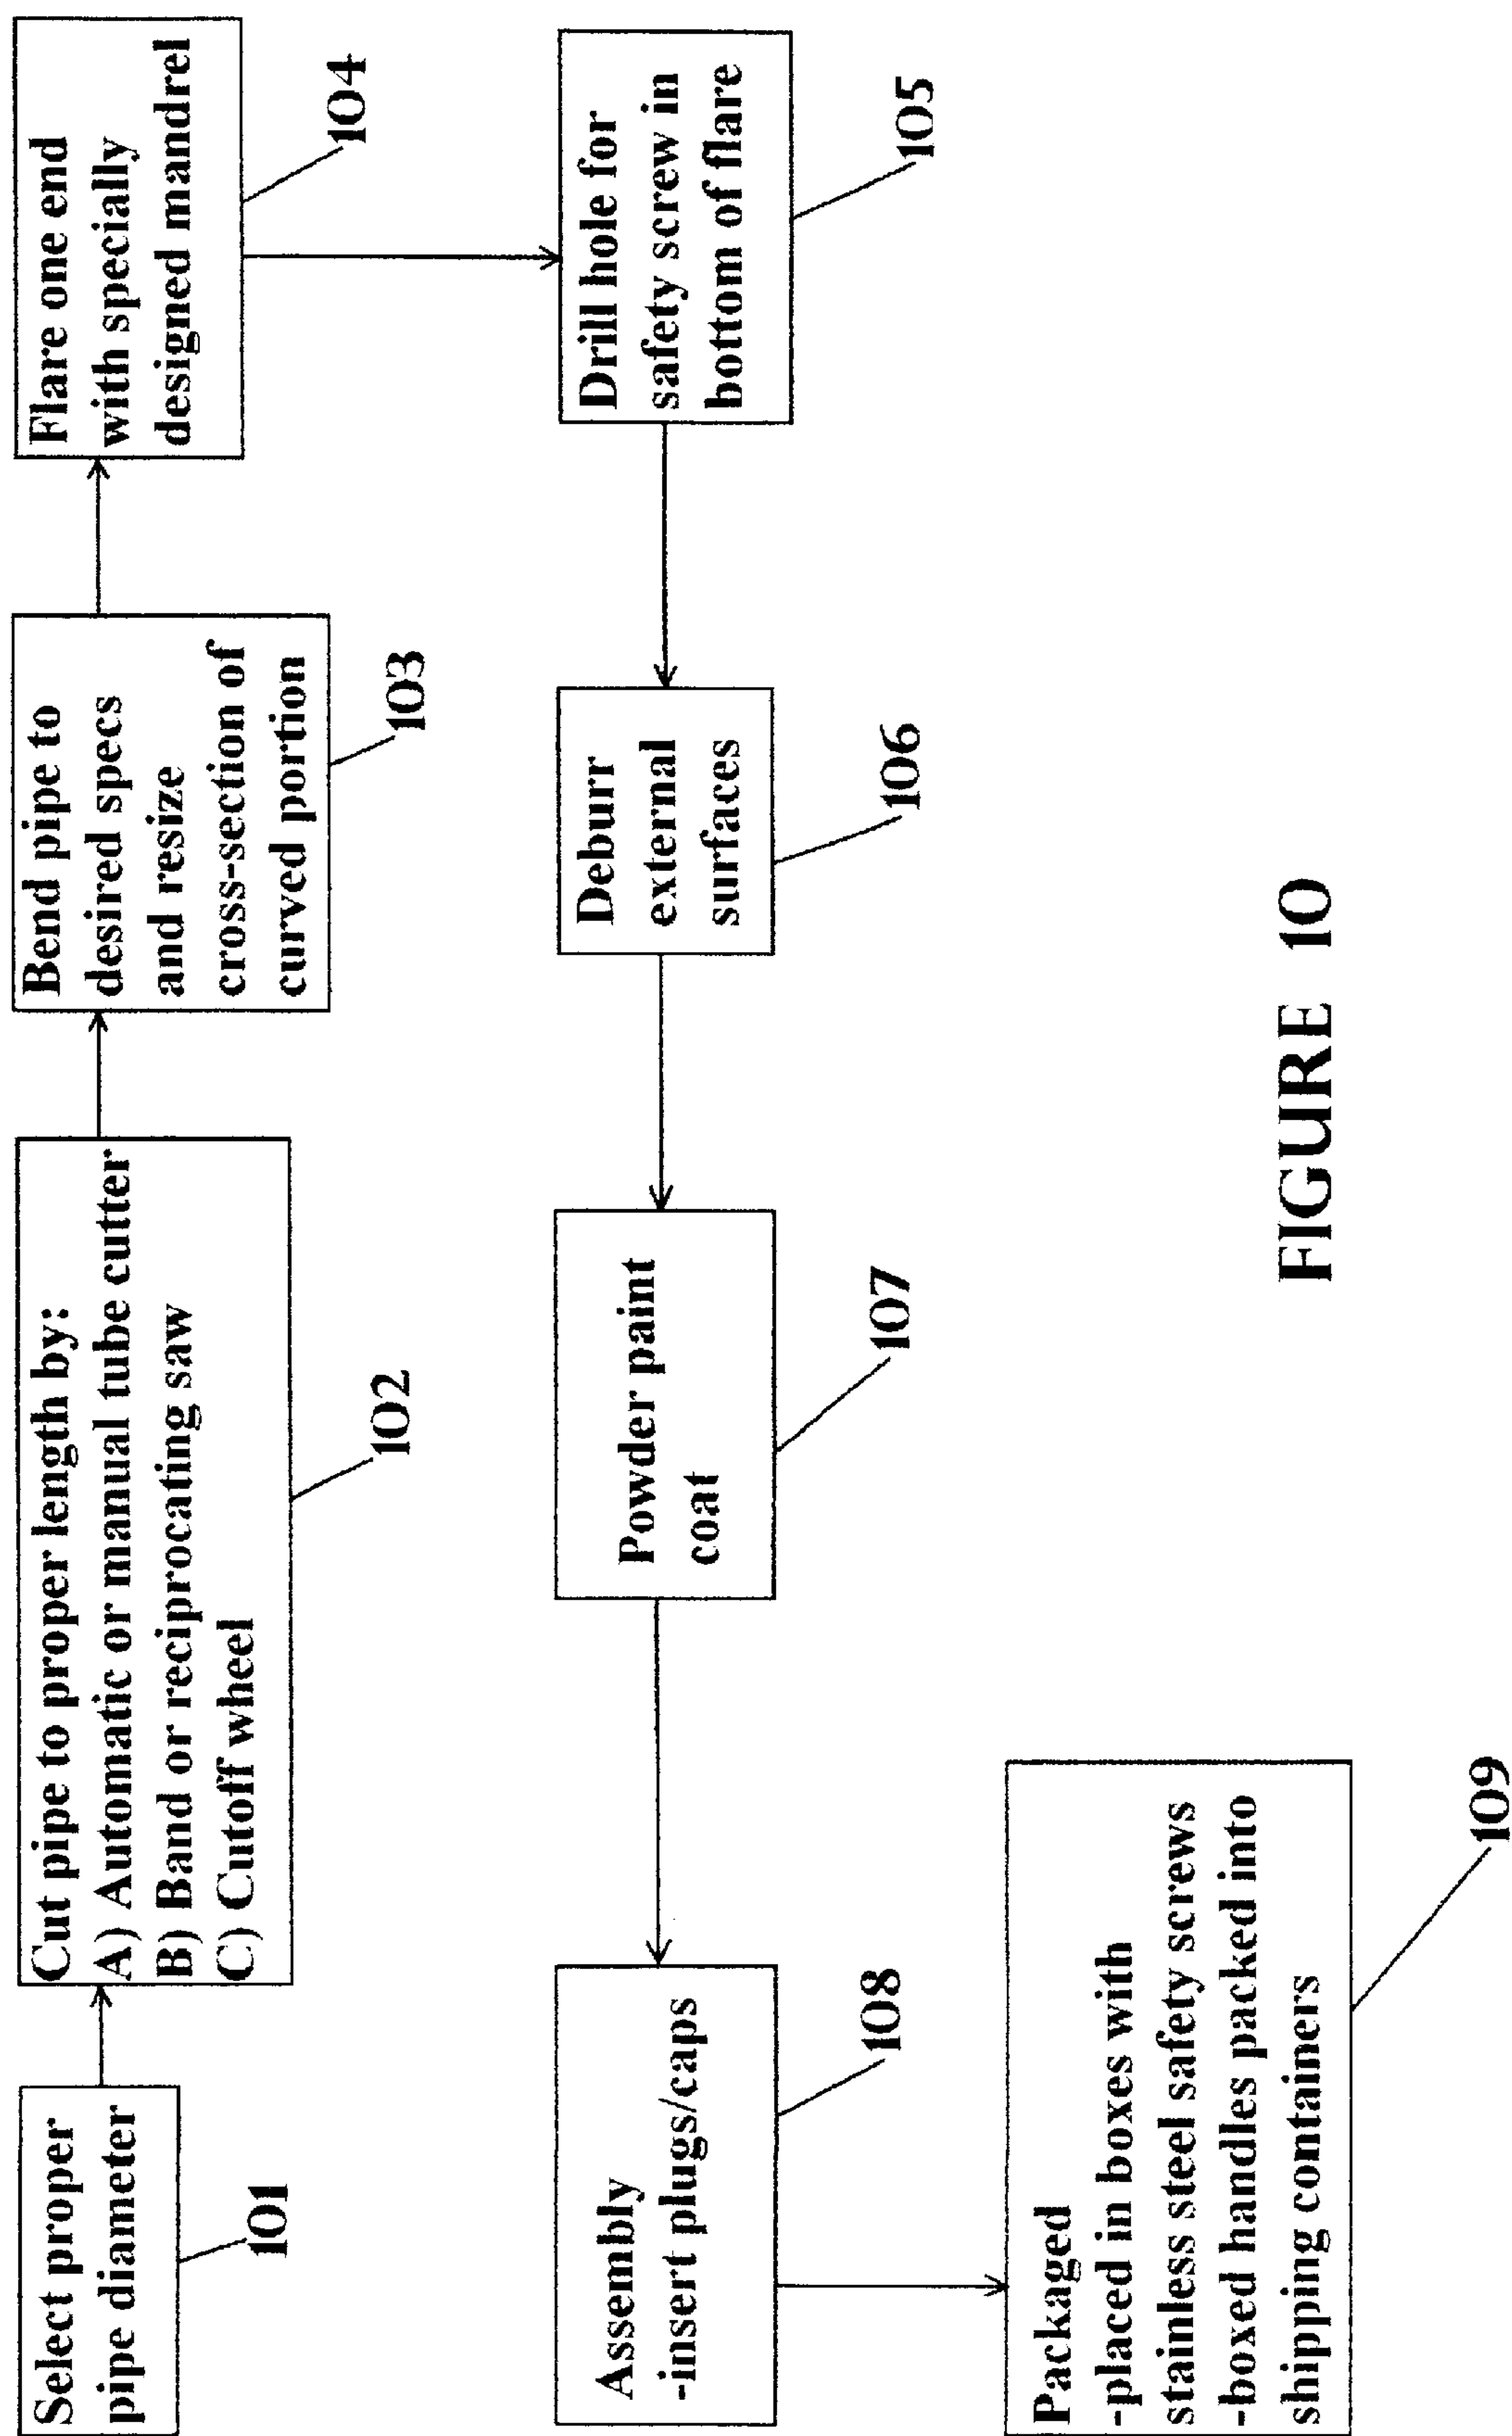 Select proper
pipe diameter
101
Cut pipe to proper length by:
A) Automatic or manual tube cutter
B) Band or reciprocating saw
C) Cutoff wheel
102
Bend pipe to
desired specs
and resize
cross-section of
curved portion
103
Flare one end
with specially
designed mandrel
104
Drill hole for
safety screw in
bottom of flare
105
Deburr
external
surfaces
106
Powder paint
coat
107
Assembly
-insert plugs/caps
108
Packaged
-placed in boxes with
stainless steel safety screws
-boxed handles packed into
shipping containers
109
FIGURE 10